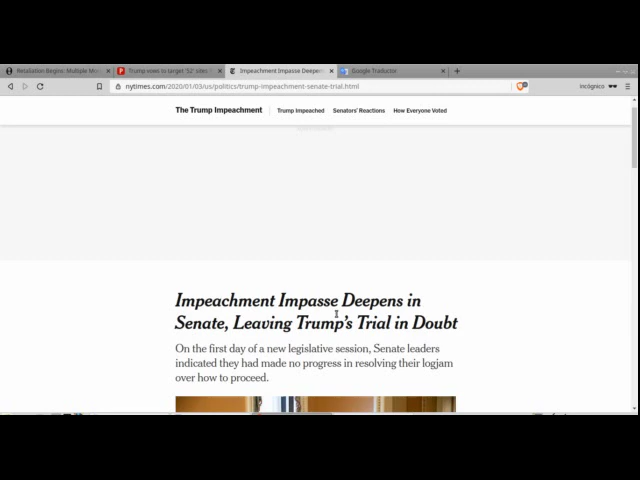 Retaliation Begins: Multiple Mo
Trump vows to target '52' sites
Impeachment Impasse Deepen
Google Traductor
nytimes.com/2020/01/03/us/politics/trump-impeachment-senate-trial.html
Incógnito
The Trump Impeachment
Trump Impeached
Senators' Reactions
How Everyone Voted
Impeachment Impasse Deepens in
Senate, Leaving Trump's Trial in Doubt
On the first day of a new legislative session, Senate leaders
indicated they had made no progress in resolving their logjam
over how to proceed.